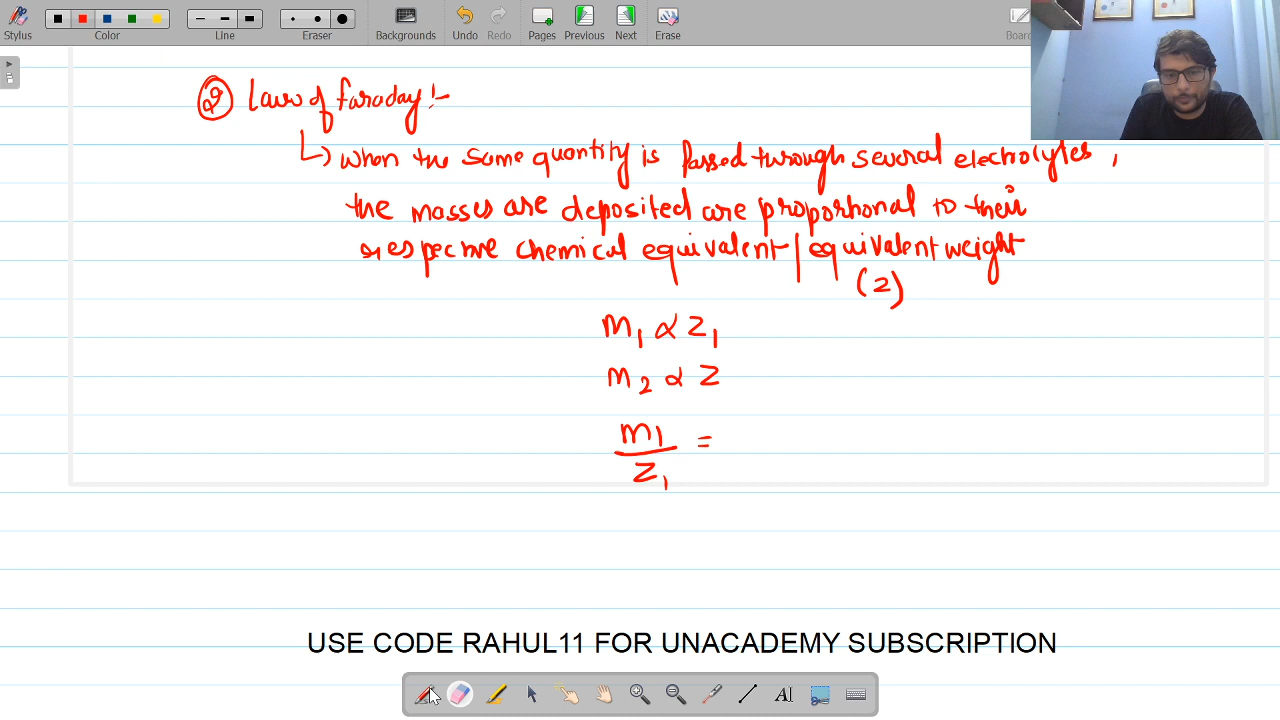 Stylus Color Line Eraser Backgrounds Undo Redo Pages Previous Next Erase Board
② Law of Faraday :-
↳ When the same quantity is passed through several electrolytes,
the masses are deposited are proportional to their
respective chemical equivalent / equivalent weight
(Z)
m₁ ∝ Z₁
m₂ ∝ Z
m₁/Z₁ =
USE CODE RAHUL11 FOR UNACADEMY SUBSCRIPTION
A